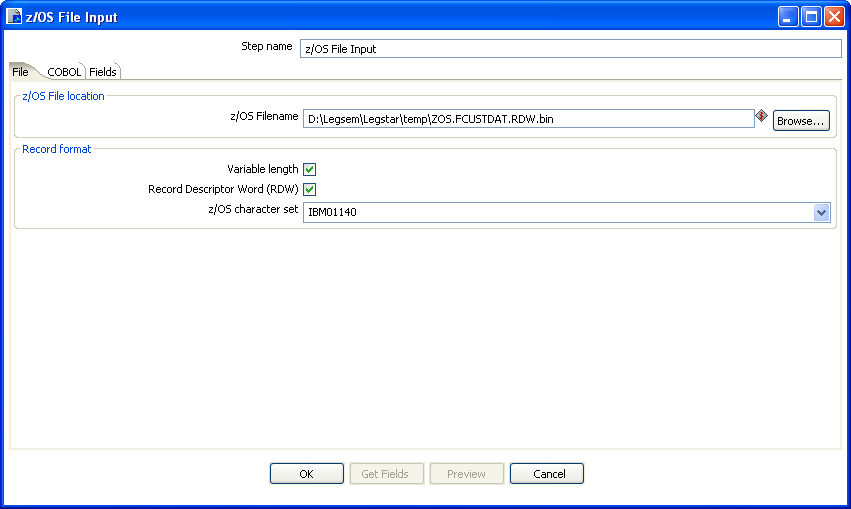 z/OS File Input
Step name z/OS File Input
File COBOL Fields
z/OS File location
z/OS Filename D:\Legsem\Legstar\temp\ZOS.FCUSTDAT.RDW.bin Browse...
Record format
Variable length
Record Descriptor Word (RDW)
z/OS character set IBM01140
OK Get Fields Preview Cancel